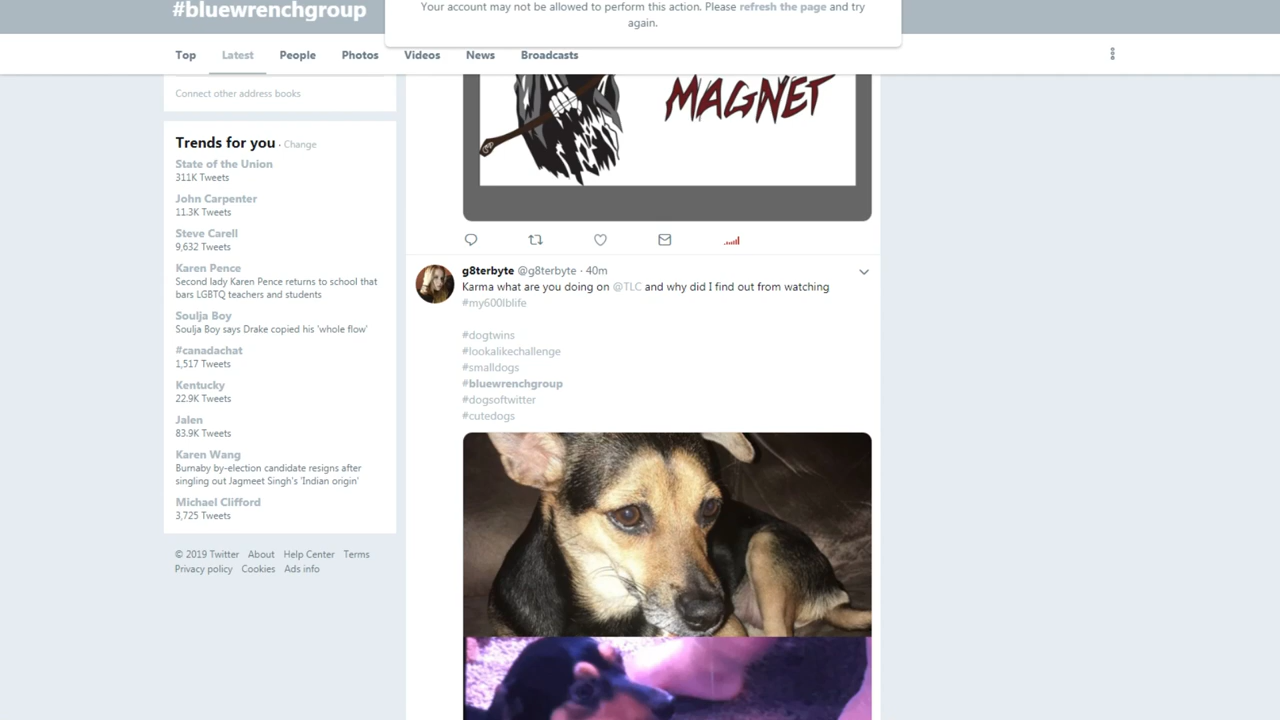 #bluewrenchgroup
Your account may not be allowed to perform this action. Please refresh the page and try
again.
Top Latest People Photos Videos News Broadcasts
Connect other address books
Trends for you · Change
State of the Union
311K Tweets
John Carpenter
11.3K Tweets
Steve Carell
9,632 Tweets
Karen Pence
Second lady Karen Pence returns to school that
bars LGBTQ teachers and students
Soulja Boy
Soulja Boy says Drake copied his 'whole flow'
#canadachat
1,517 Tweets
Kentucky
22.9K Tweets
Jalen
83.9K Tweets
Karen Wang
Burnaby by-election candidate resigns after
singling out Jagmeet Singh's 'Indian origin'
Michael Clifford
3,725 Tweets
© 2019 Twitter About Help Center Terms
Privacy policy Cookies Ads info
MAGNET
g8terbyte @g8terbyte · 40m
Karma what are you doing on @TLC and why did I find out from watching
#my600lblife
#dogtwins
#lookalikechallenge
#smalldogs
#bluewrenchgroup
#dogsoftwitter
#cutedogs